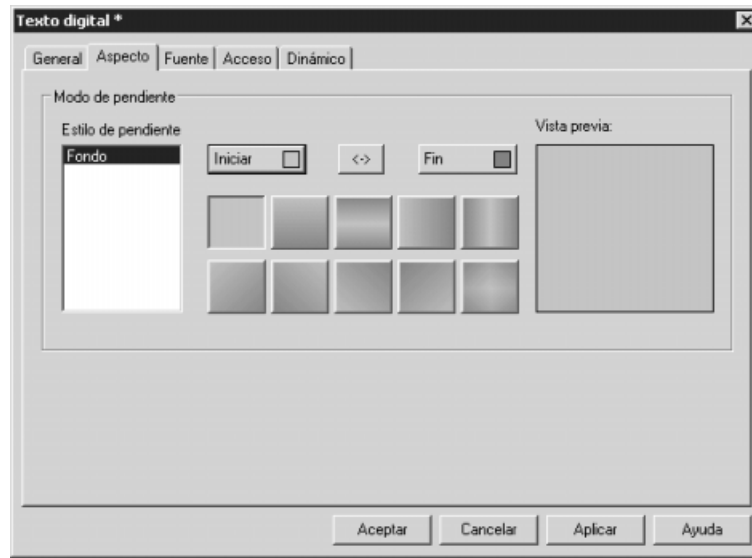 Texto digital *
General Aspecto Fuente Acceso Dinámico
Modo de pendiente
Estilo de pendiente
Vista previa:
Fondo
Iniciar <-> Fin
Aceptar Cancelar Aplicar Ayuda